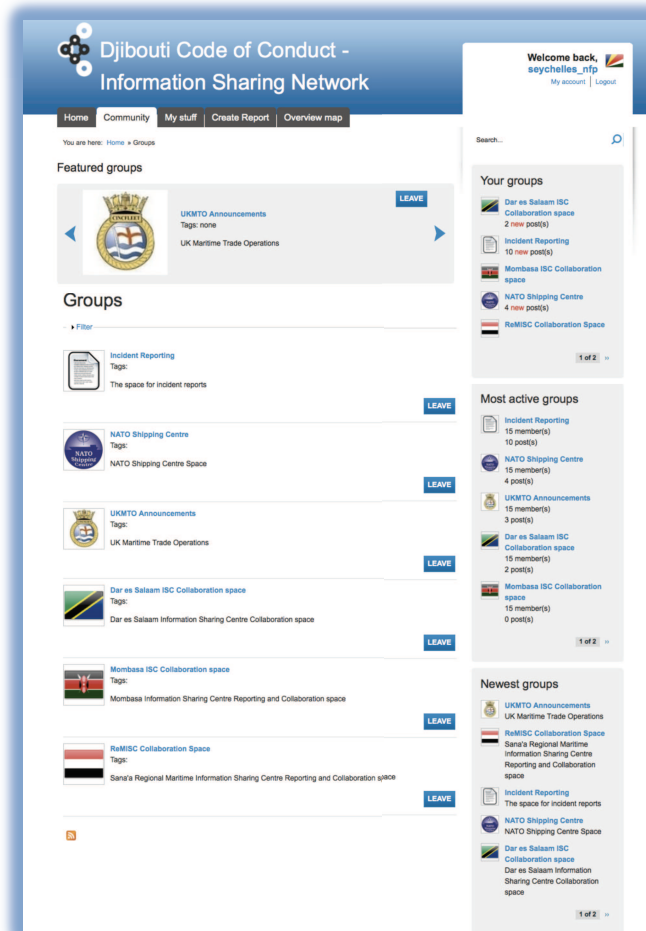 Djibouti Code of Conduct -
Information Sharing Network
Welcome back,
seychelles_nfp
My account | Logout
Home
Community
My stuff
Create Report
Overview map
You are here: Home » Groups
Search...
Featured groups
LEAVE
UKMTO Announcements
Tags: none
UK Maritime Trade Operations
Groups
Filter
Incident Reporting
Tags:
The space for incident reports
LEAVE
NATO
Shipping
Centre
NATO Shipping Centre
Tags:
NATO Shipping Centre Space
LEAVE
UKMTO Announcements
Tags:
UK Maritime Trade Operations
LEAVE
Dar es Salaam ISC Collaboration space
Tags:
Dar es Salaam Information Sharing Centre Collaboration space
LEAVE
Mombasa ISC Collaboration space
Tags:
Mombasa Information Sharing Centre Reporting and Collaboration space
LEAVE
ReMISC Collaboration Space
Tags:
Sana'a Regional Maritime Information Sharing Centre Reporting and Collaboration space
LEAVE
Your groups
Dar es Salaam ISC
Collaboration space
2 new post(s)
Incident Reporting
10 new post(s)
Mombasa ISC Collaboration
space
NATO Shipping Centre
4 new post(s)
ReMISC Collaboration Space
1 of 2 »
Most active groups
Incident Reporting
15 member(s)
10 post(s)
NATO Shipping Centre
15 member(s)
4 post(s)
UKMTO Announcements
15 member(s)
3 post(s)
Dar es Salaam ISC
Collaboration space
15 member(s)
2 post(s)
Mombasa ISC Collaboration
space
15 member(s)
0 post(s)
1 of 2 »
Newest groups
UKMTO Announcements
UK Maritime Trade Operations
ReMISC Collaboration Space
Sana'a Regional Maritime
Information Sharing Centre
Reporting and Collaboration
space
Incident Reporting
The space for incident reports
NATO Shipping Centre
NATO Shipping Centre Space
Dar es Salaam ISC
Collaboration space
Dar es Salaam Information
Sharing Centre Collaboration
space
1 of 2 »